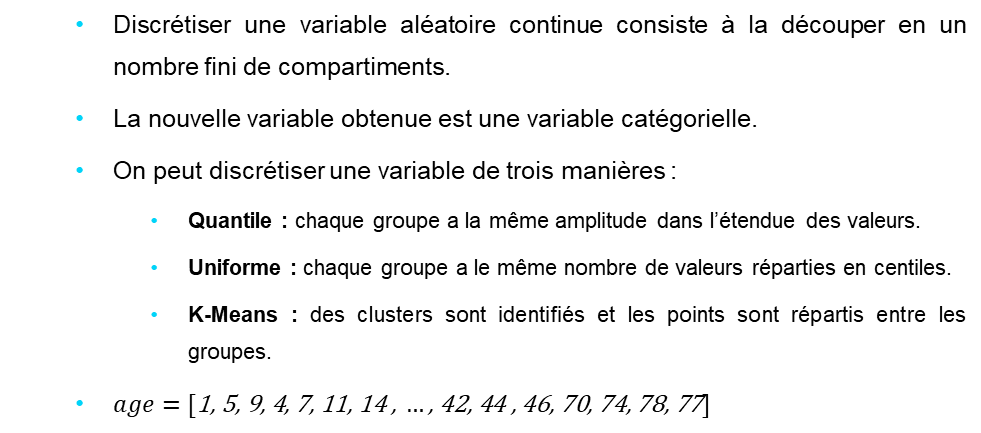 • Discrétiser une variable aléatoire continue consiste à la découper en un
nombre fini de compartiments.
• La nouvelle variable obtenue est une variable catégorielle.
• On peut discrétiser une variable de trois manières :
• Quantile : chaque groupe a la même amplitude dans l’étendue des valeurs.
• Uniforme : chaque groupe a le même nombre de valeurs réparties en centiles.
• K-Means : des clusters sont identifiés et les points sont répartis entre les
groupes.
• age = [1, 5, 9, 4, 7, 11, 14 , … , 42, 44 , 46, 70, 74, 78, 77]